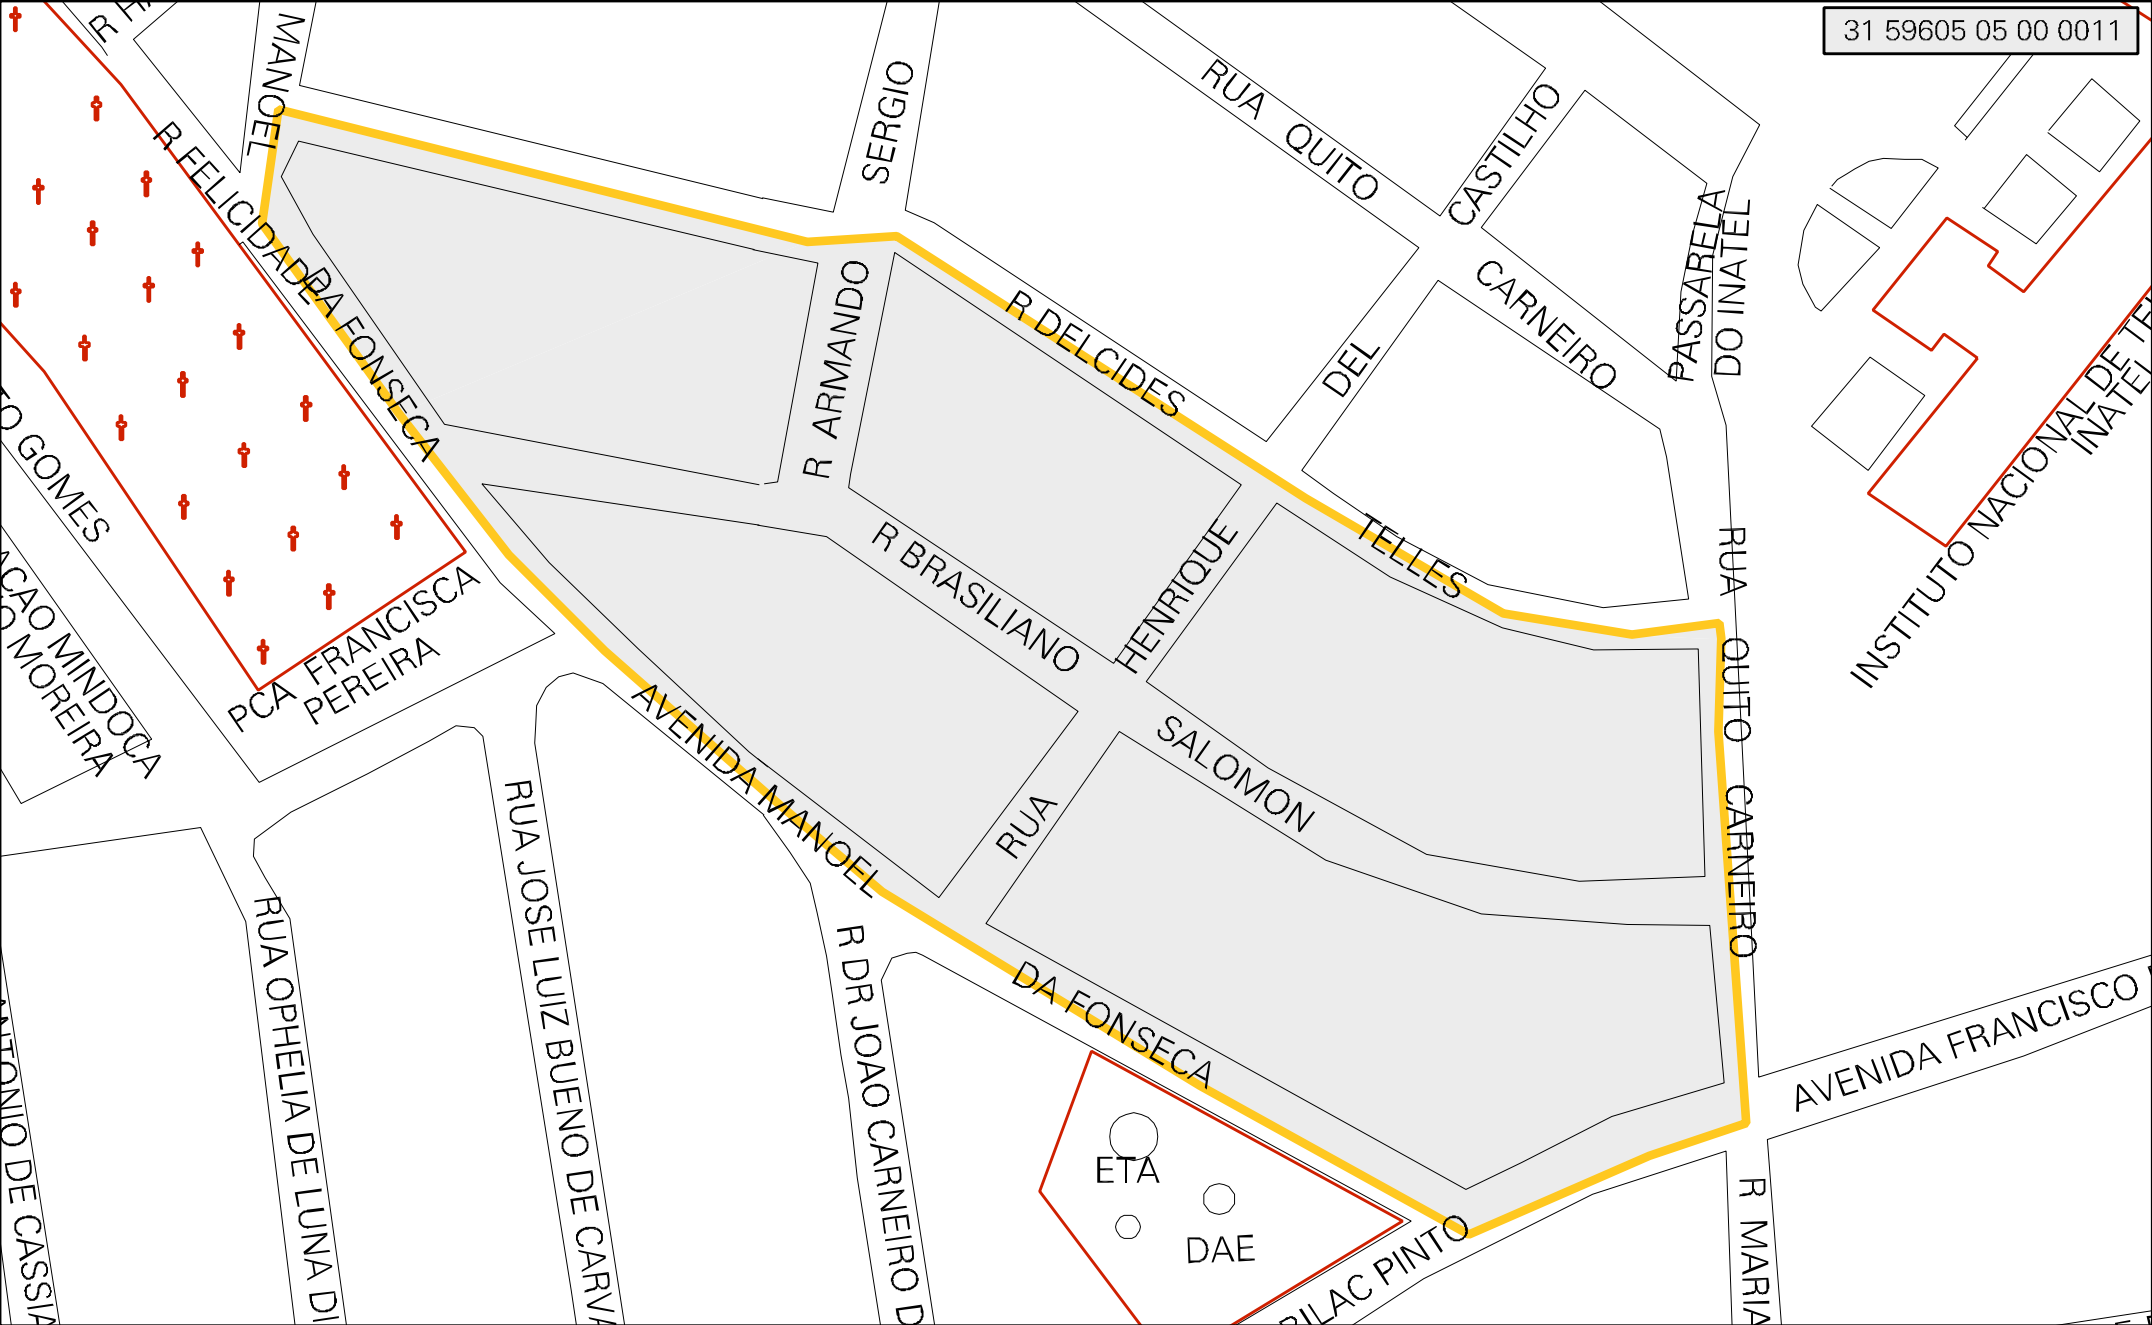 31 59605 05 00 0011
MANOEL
R FELICIDADE
DA FONSECA
SERGIO
R ARMANDO
RUA QUITO
CASTILHO
DEL
CARNEIRO
PASSARELA
DO INATEL
R DELCIDES
TELLES
R BRASILIANO
SALOMON
HENRIQUE
RUA
RUA
QUITO
CARNEIRO
INSTITUTO NACIONAL DE
INATEL
GOMES
MINDOCA
MOREIRA
PCA FRANCISCA
PEREIRA
AVENIDA MANOEL
DA FONSECA
RUA JOSE LUIZ BUENO DE
RUA OPHELIA DE LUNA
R DR JOAO CARNEIRO
DE CASSIA
ETA
DAE
PINTO
AVENIDA FRANCISCO
R MARIA